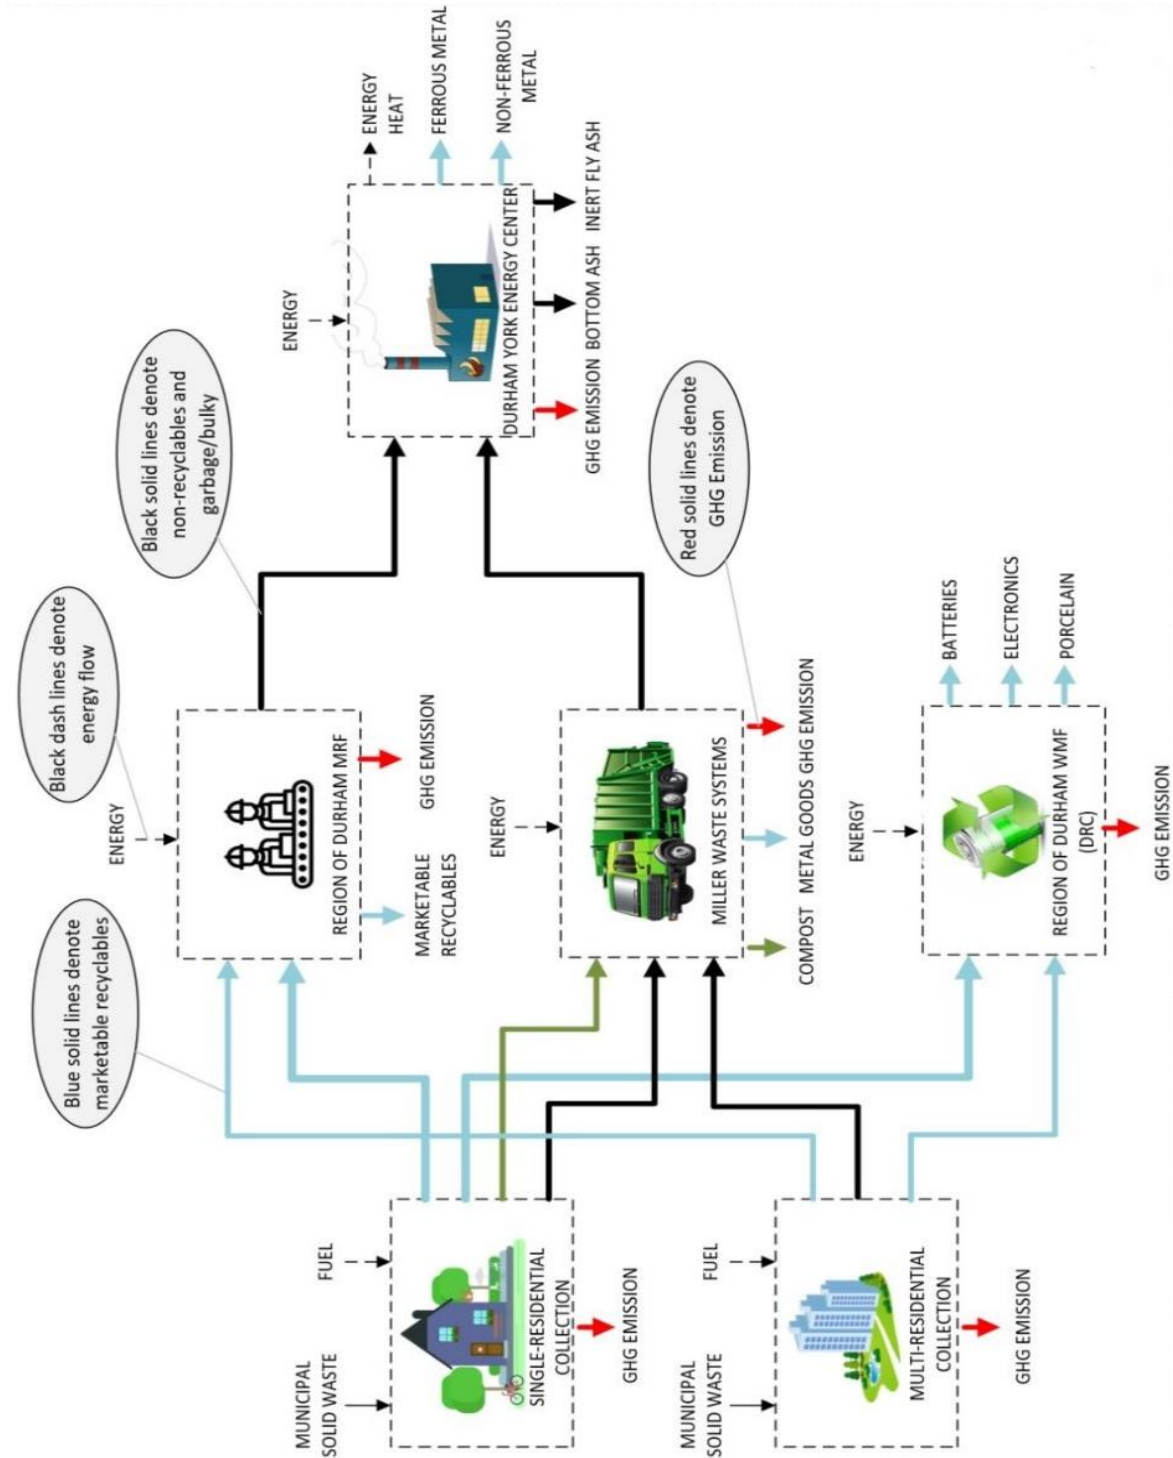 Blue solid lines denote
marketable recyclables
Black dash lines denote
energy flow
Black solid lines denote
non-recyclables and
garbage/bulky
Red solid lines denote
GHG Emission
MUNICIPAL
SOLID WASTE
FUEL
SINGLE-RESIDENTIAL
COLLECTION
GHG EMISSION
MUNICIPAL
SOLID WASTE
FUEL
MULTI-RESIDENTIAL
COLLECTION
GHG EMISSION
ENERGY
REGION OF DURHAM MRF
MARKETABLE
RECYCLABLES
GHG EMISSION
ENERGY
MILLER WASTE SYSTEMS
COMPOST
METAL GOODS
GHG EMISSION
ENERGY
REGION OF DURHAM WMF
(DRC)
BATTERIES
ELECTRONICS
PORCELAIN
GHG EMISSION
ENERGY
DURHAM YORK ENERGY CENTER
ENERGY
HEAT
FERROUS METAL
NON-FERROUS
METAL
GHG EMISSION
BOTTOM ASH
INERT FLY ASH